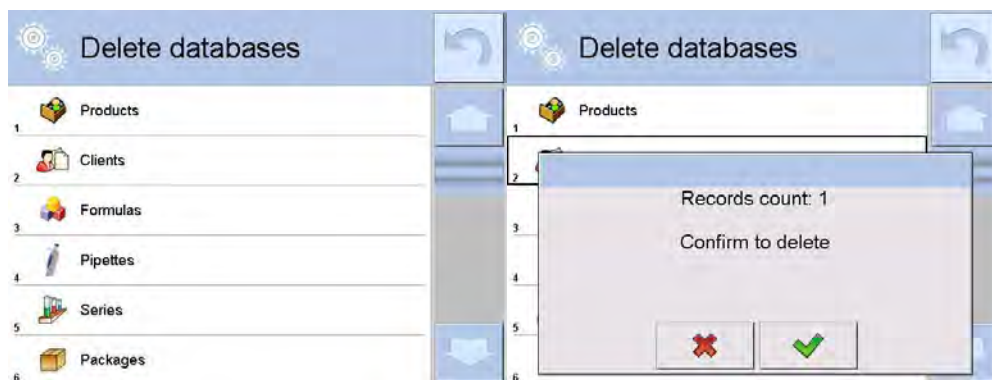 Delete databases
Products
1
Clients
2
Formulas
3
Pipettes
4
Series
5
Packages
6
Delete databases
Products
1
2
Records count: 1
3
Confirm to delete
4
5
6